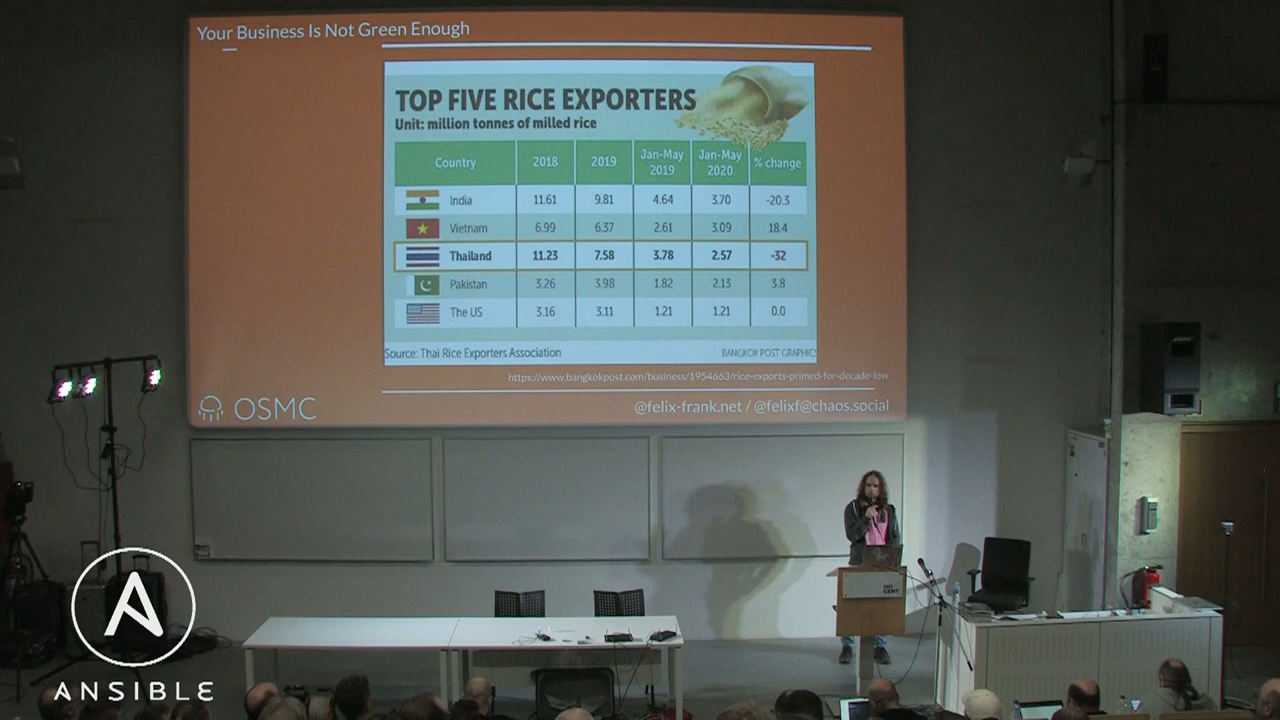 Your Business Is Not Green Enough
TOP FIVE RICE EXPORTERS
Unit: million tonnes of milled rice
Country 2018 2019 Jan-May 2019 Jan-May 2020 % change
India 11.61 9.81 4.64 3.70 -20.3
Vietnam 6.99 6.37 2.61 3.09 18.4
Thailand 11.23 7.58 3.78 2.57 -32
Pakistan 3.26 3.98 1.82 2.13 3.8
The US 3.16 3.11 1.21 1.21 0.0
Source: Thai Rice Exporters Association BANGKOK POST GRAPHICS
https://www.bangkokpost.com/business/1954663/rice-exports-primed-for-decade-low
OSMC @felix-frank.net / @felixf@chaos.social
HO
GENT
ANSIBLE